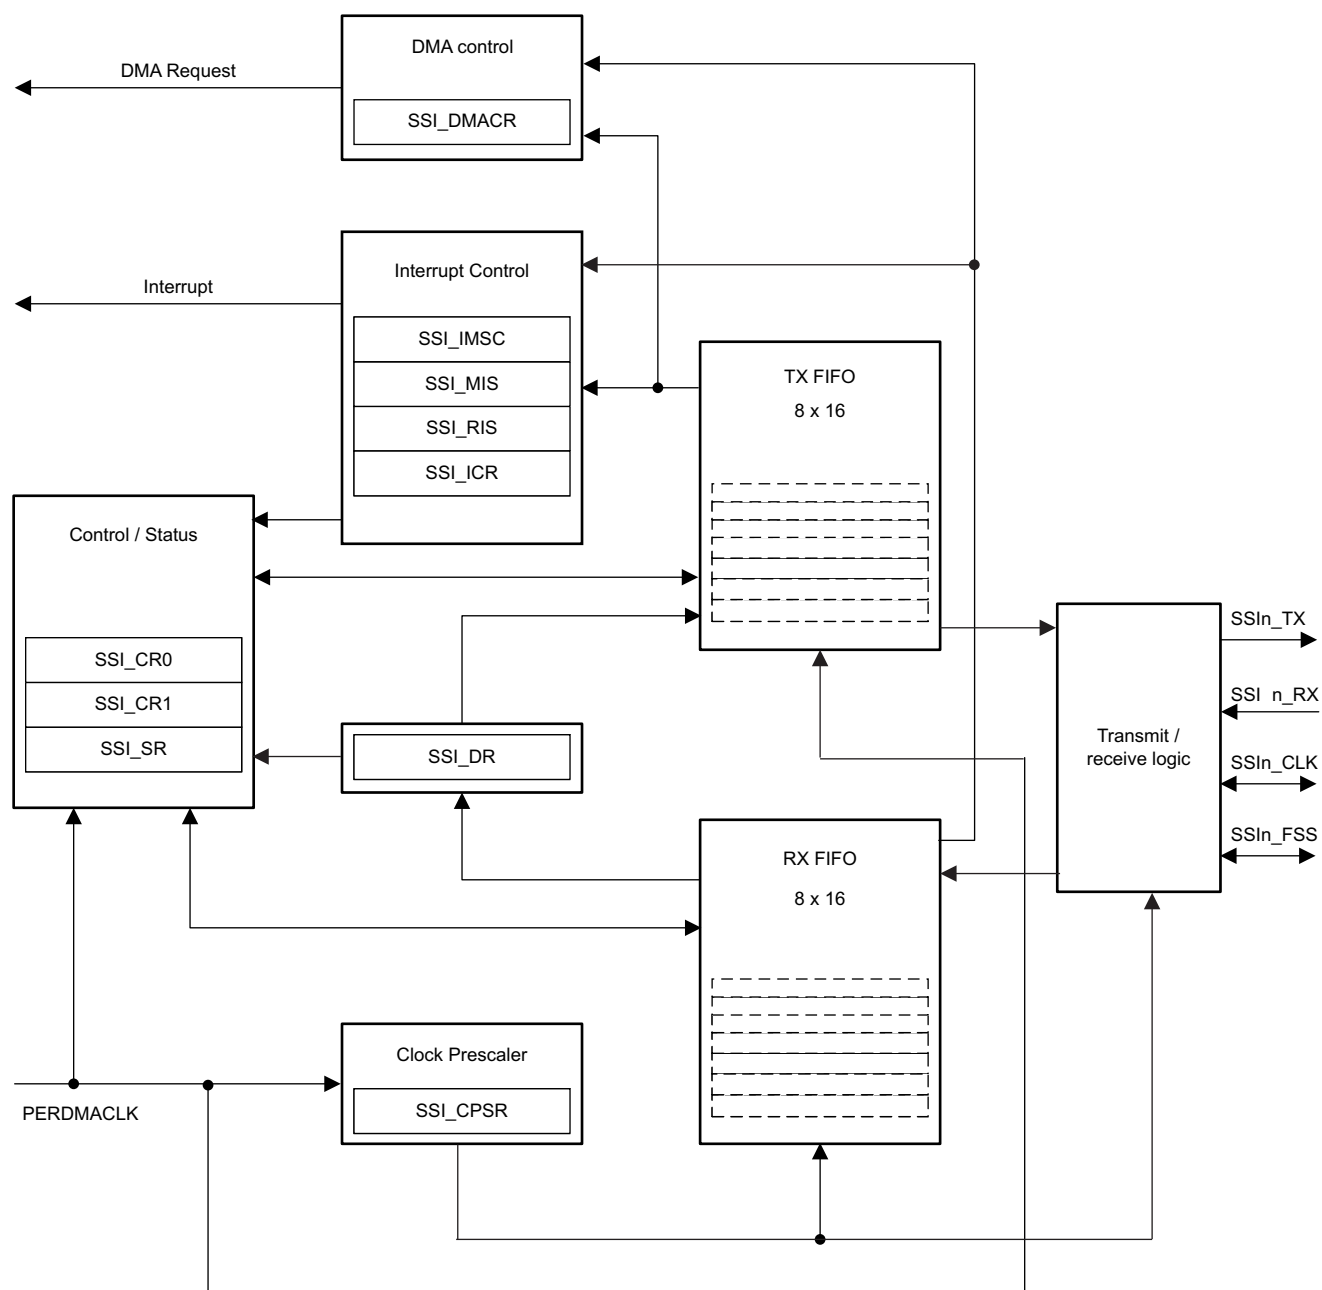 DMA control
DMA Request
SSI_DMACR
Interrupt Control
Interrupt
SSI_IMSC
SSI_MIS
SSI_RIS
SSI_ICR
TX FIFO
8 x 16
Control / Status
SSI_CR0
SSI_CR1
SSI_SR
SSI_DR
Transmit /
receive logic
SSIn_TX
SSI n_RX
SSIn_CLK
SSIn_FSS
RX FIFO
8 x 16
Clock Prescaler
SSI_CPSR
PERDMACLK